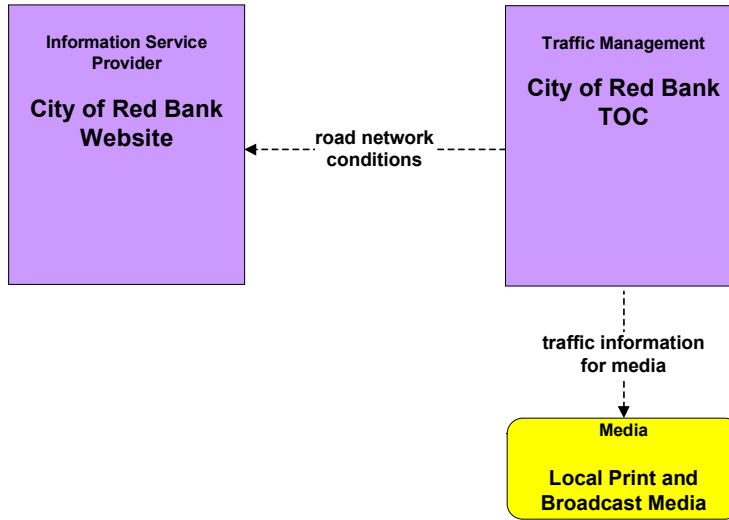 Information Service
Provider
City of Red Bank
Website
Traffic Management
City of Red Bank
TOC
road network
conditions
traffic information
for media
Media
Local Print and
Broadcast Media